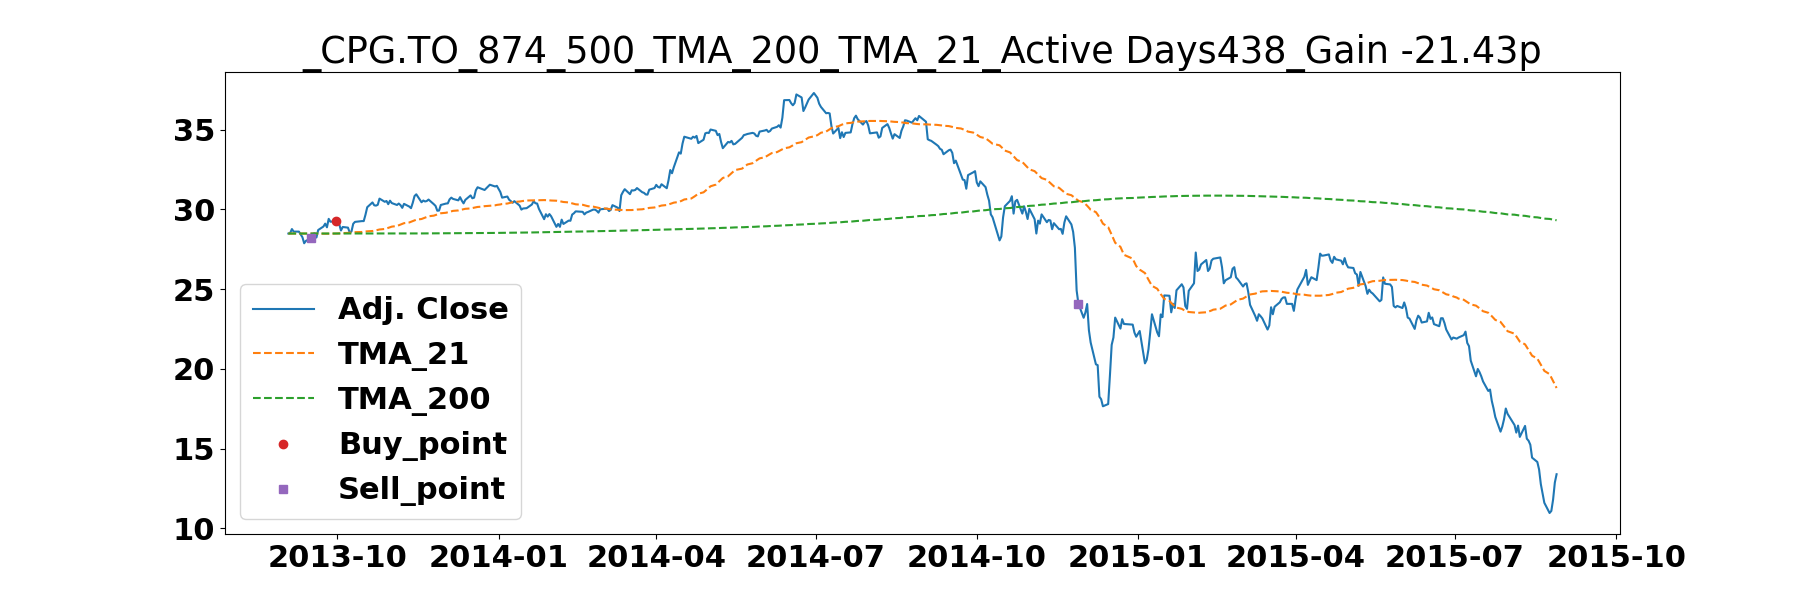 _CPG.TO_874_500_TMA_200_TMA_21_Active Days438_Gain -21.43p
35
30
25
20
15
10
Adj. Close
TMA_21
TMA_200
Buy_point
Sell_point
2013-10 2014-01 2014-04 2014-07 2014-10 2015-01 2015-04 2015-07 2015-10